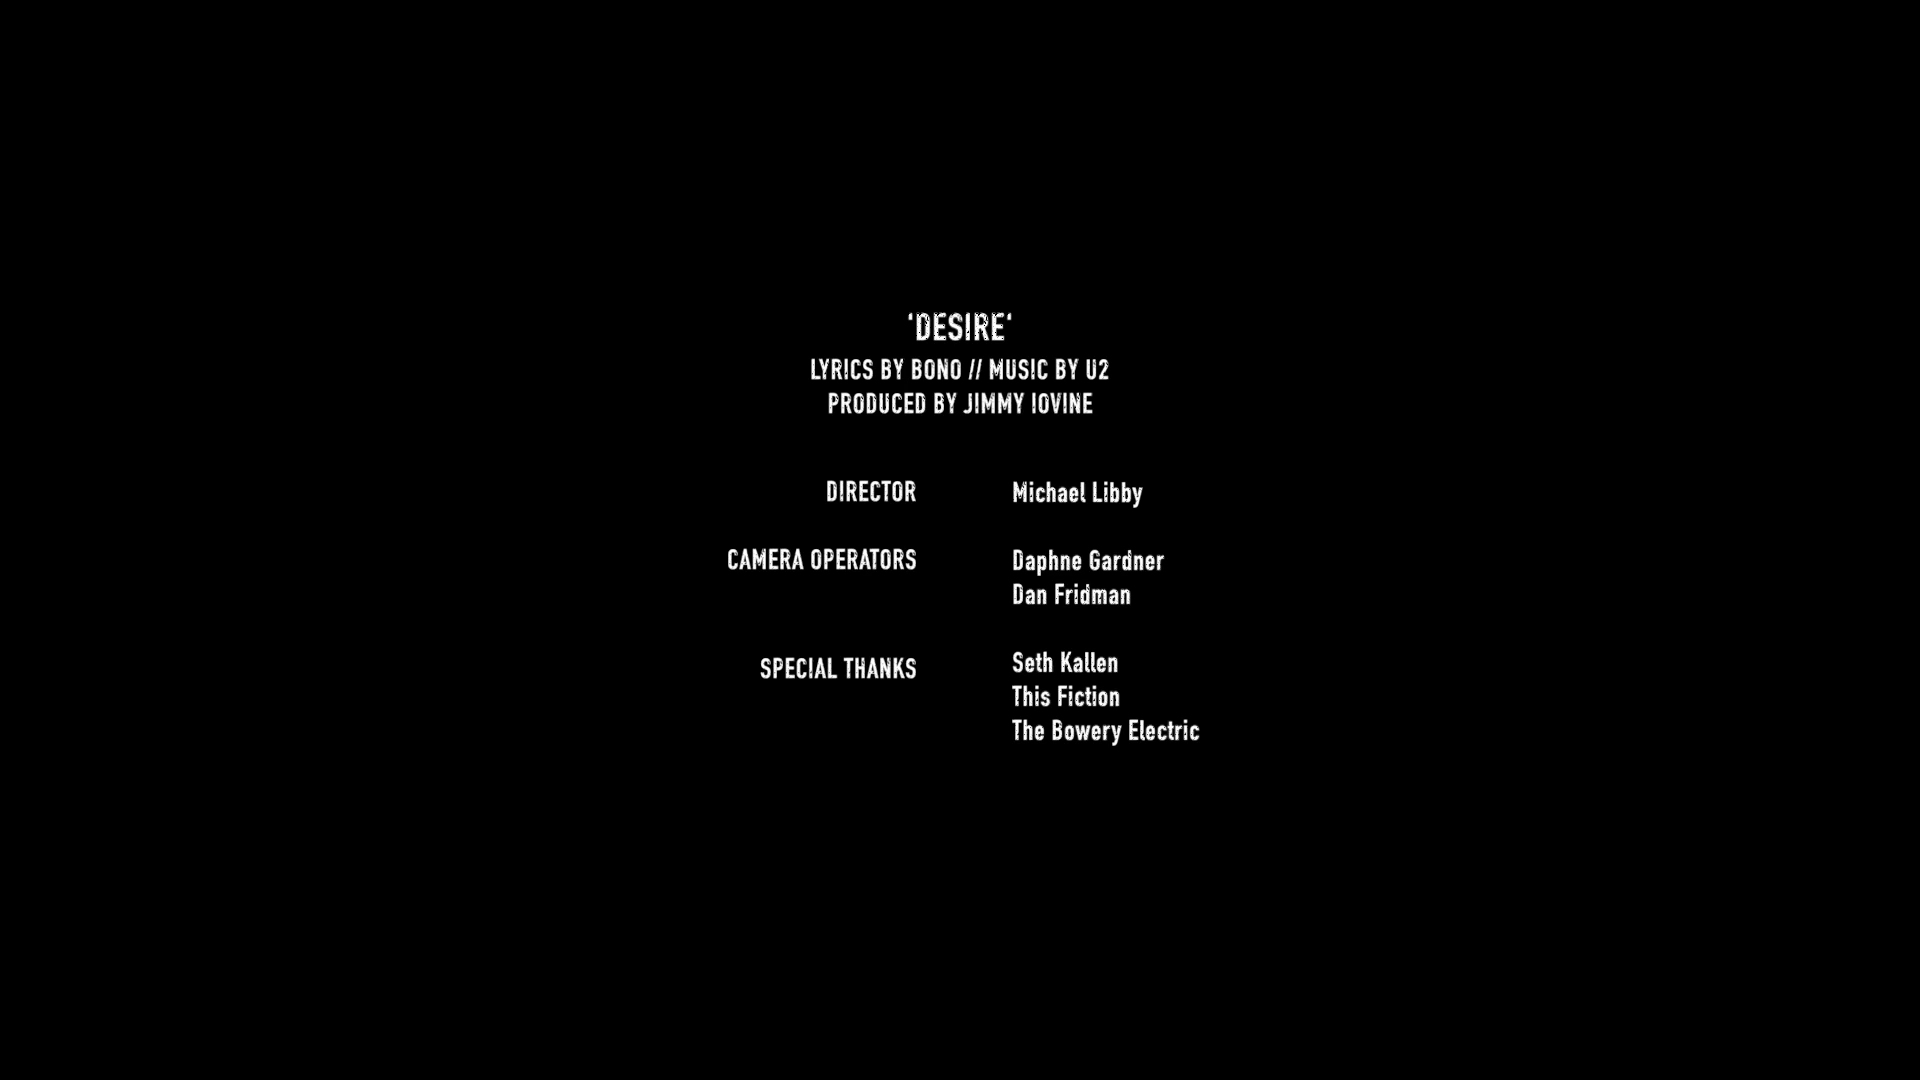 ‘DESIRE‘
LYRICS BY BONO // MUSIC BY U2
PRODUCED BY JIMMY IOVINE
DIRECTOR Michael Libby
CAMERA OPERATORS Daphne Gardner
Dan Fridman
SPECIAL THANKS Seth Kallen
This Fiction
The Bowery Electric